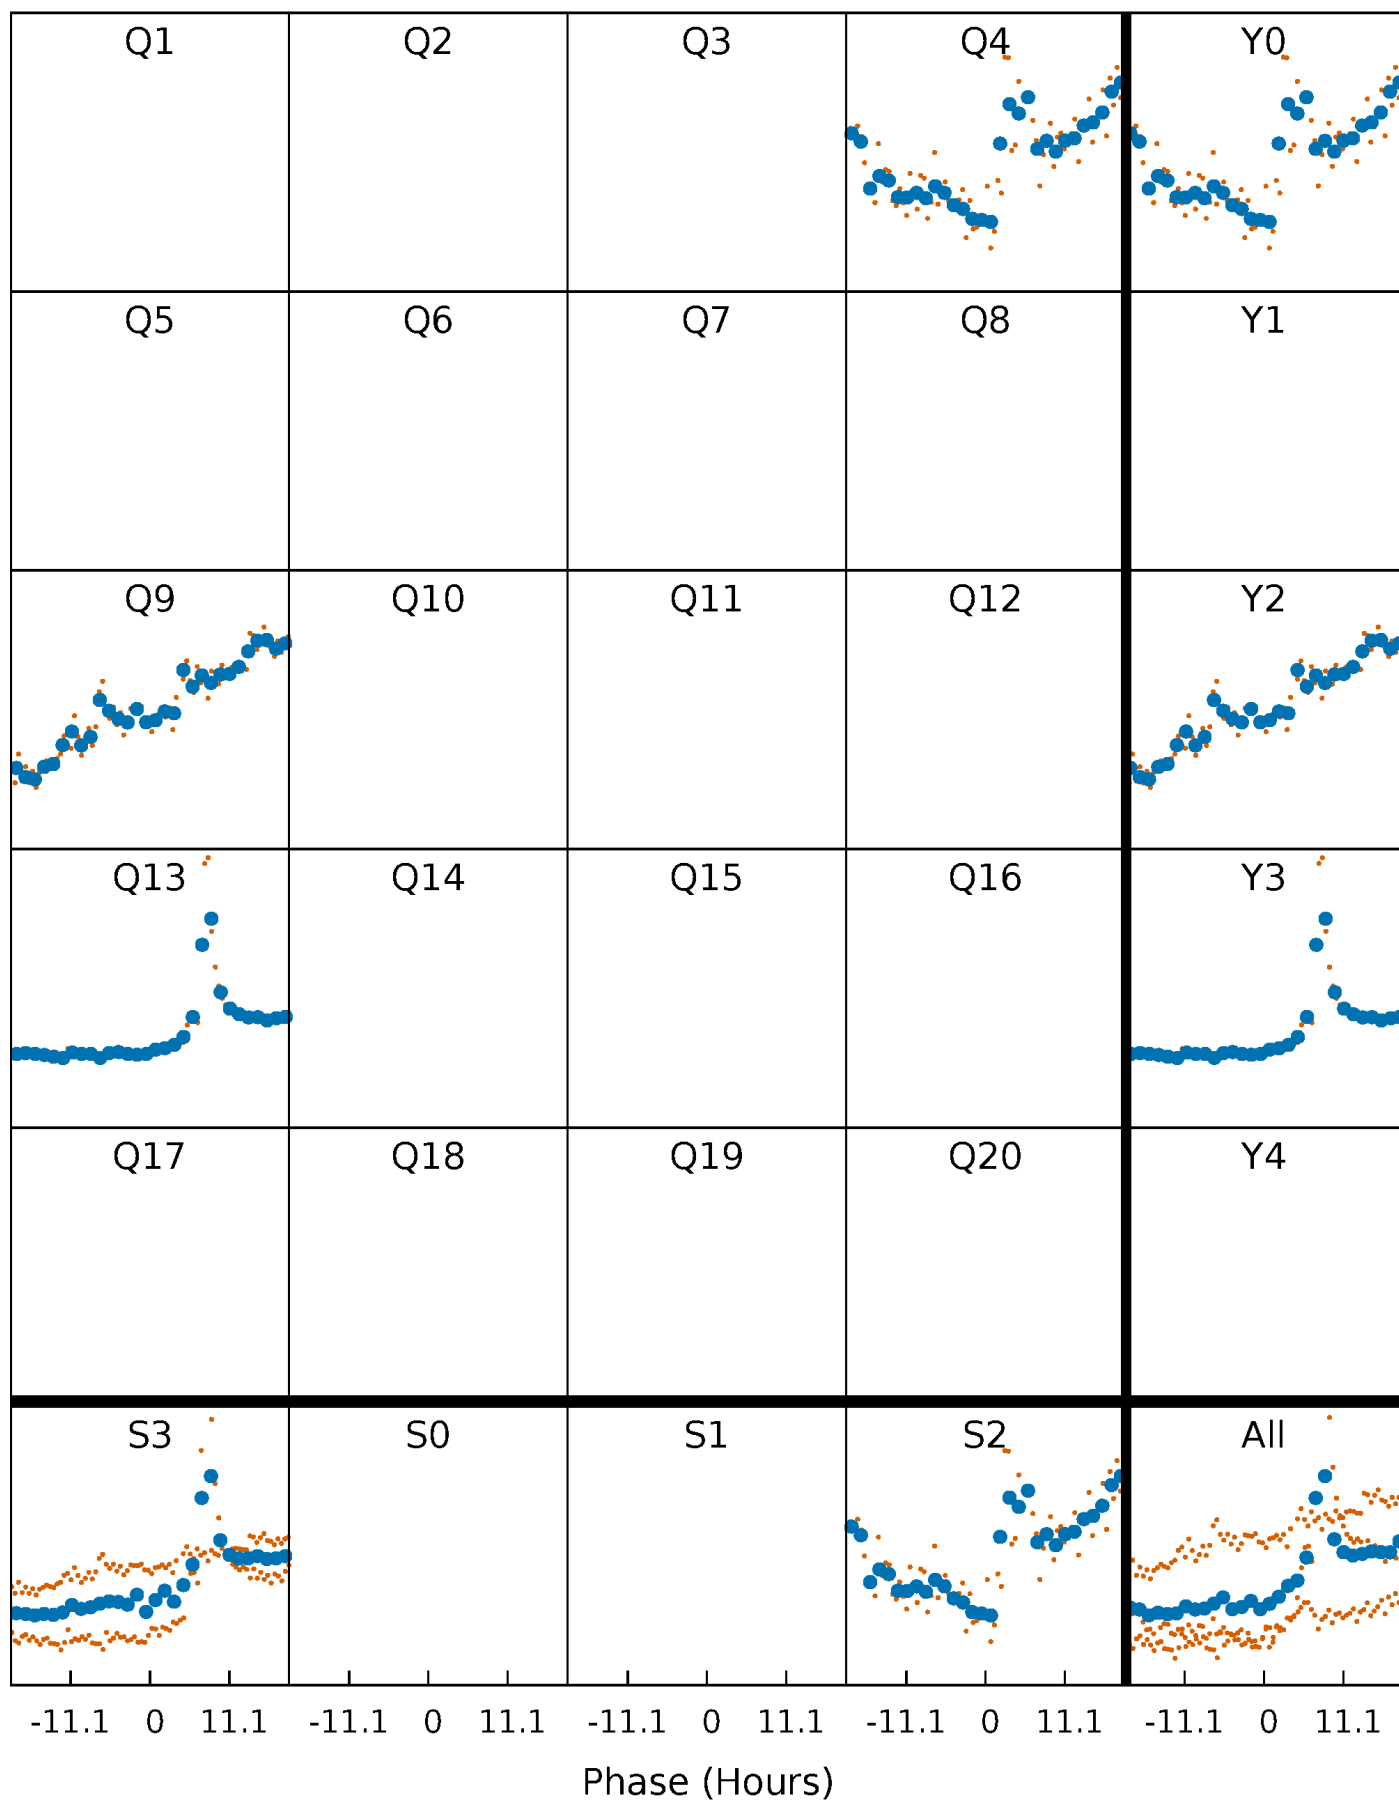 Q1 Q2 Q3 Q4 Y0
Q5 Q6 Q7 Q8 Y1
Q9 Q10 Q11 Q12 Y2
Q13 Q14 Q15 Q16 Y3
Q17 Q18 Q19 Q20 Y4
S3 S0 S1 S2 All
-11.1 0 11.1 -11.1 0 11.1 -11.1 0 11.1 -11.1 0 11.1 -11.1 0 11.1
Phase (Hours)